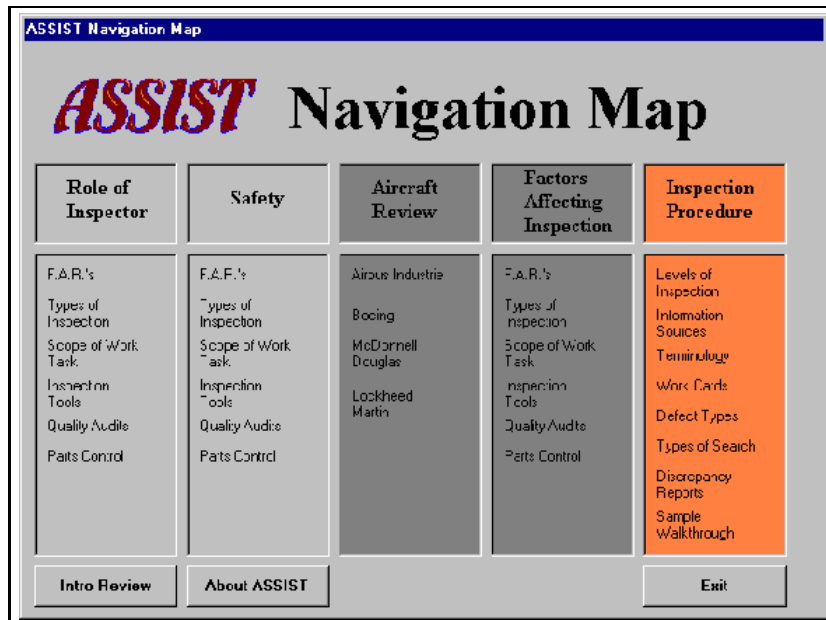 ASSIST Navigation Map
ASSIST Navigation Map
Role of
Inspector
Safety
Aircraft
Review
Factors
Affecting
Inspection
Inspection
Procedure
F.A.R.'s
Types of
Inspection
Scope of Work
Task
Inspection
Tools
Quality Audits
Parts Control
F.A.R.'s
Types of
Inspection
Scope of Work
Task
Inspection
Tools
Quality Audits
Parts Control
Airbus Industrie
Boeing
McDonnell
Douglas
Lockheed
Martin
F.A.R.'s
Types of
Inspection
Scope of Work
Task
Inspection
Tools
Quality Audits
Parts Control
Levels of
Inspection
Information
Sources
Terminology
Work Cards
Defect Types
Types of Search
Discrepancy
Reports
Sample
Walkthrough
Intro Review
About ASSIST
Exit